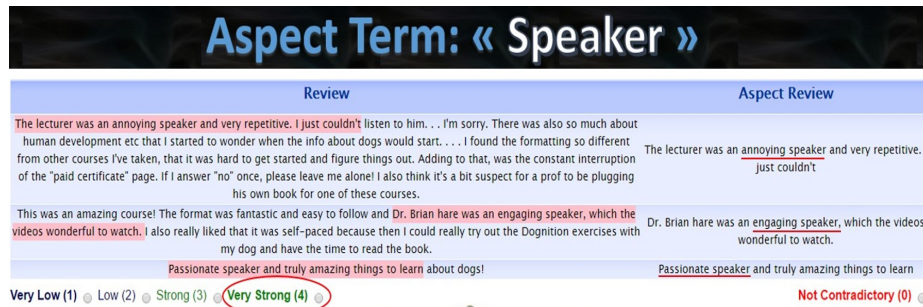 Aspect Term: « Speaker »
Review
Aspect Review
The lecturer was an annoying speaker and very repetitive. I just couldn't listen to him. . . I'm sorry. There was also so much about
human development etc that I started to wonder when the info about dogs would start. . . . I found the formatting so different
from other courses I've taken, that it was hard to get started and figure things out. Adding to that, was the constant interruption
of the "paid certificate" page. If I answer "no" once, please leave me alone! I also think it's a bit suspect for a prof to be plugging
his own book for one of these courses.
The lecturer was an annoying speaker and very repetitive.
just couldn't
This was an amazing course! The format was fantastic and easy to follow and Dr. Brian hare was an engaging speaker, which the
videos wonderful to watch. I also really liked that it was self-paced because then I could really try out the Dognition exercises with
my dog and have the time to read the book.
Dr. Brian hare was an engaging speaker, which the videos
wonderful to watch.
Passionate speaker and truly amazing things to learn about dogs!
Passionate speaker and truly amazing things to learn
Very Low (1) Low (2) Strong (3) Very Strong (4)
Not Contradictory (0)